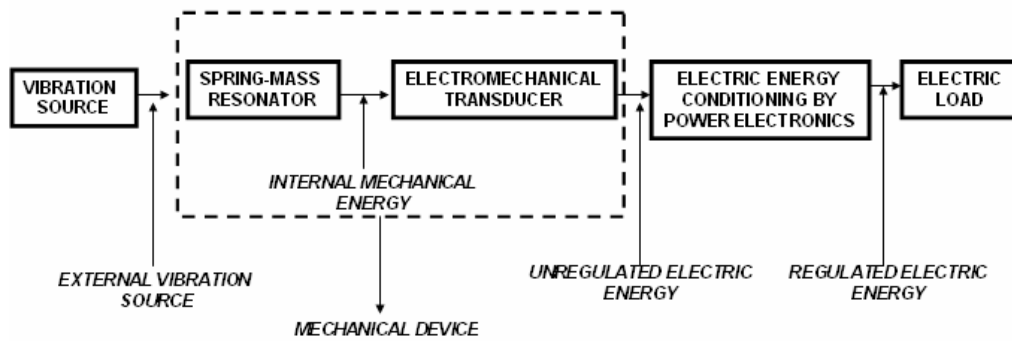 VIBRATION
SOURCE
SPRING-MASS
RESONATOR
ELECTROMECHANICAL
TRANSDUCER
ELECTRIC ENERGY
CONDITIONING BY
POWER ELECTRONICS
ELECTRIC
LOAD
INTERNAL MECHANICAL
ENERGY
EXTERNAL VIBRATION
SOURCE
MECHANICAL DEVICE
UNREGULATED ELECTRIC
ENERGY
REGULATED ELECTRIC
ENERGY